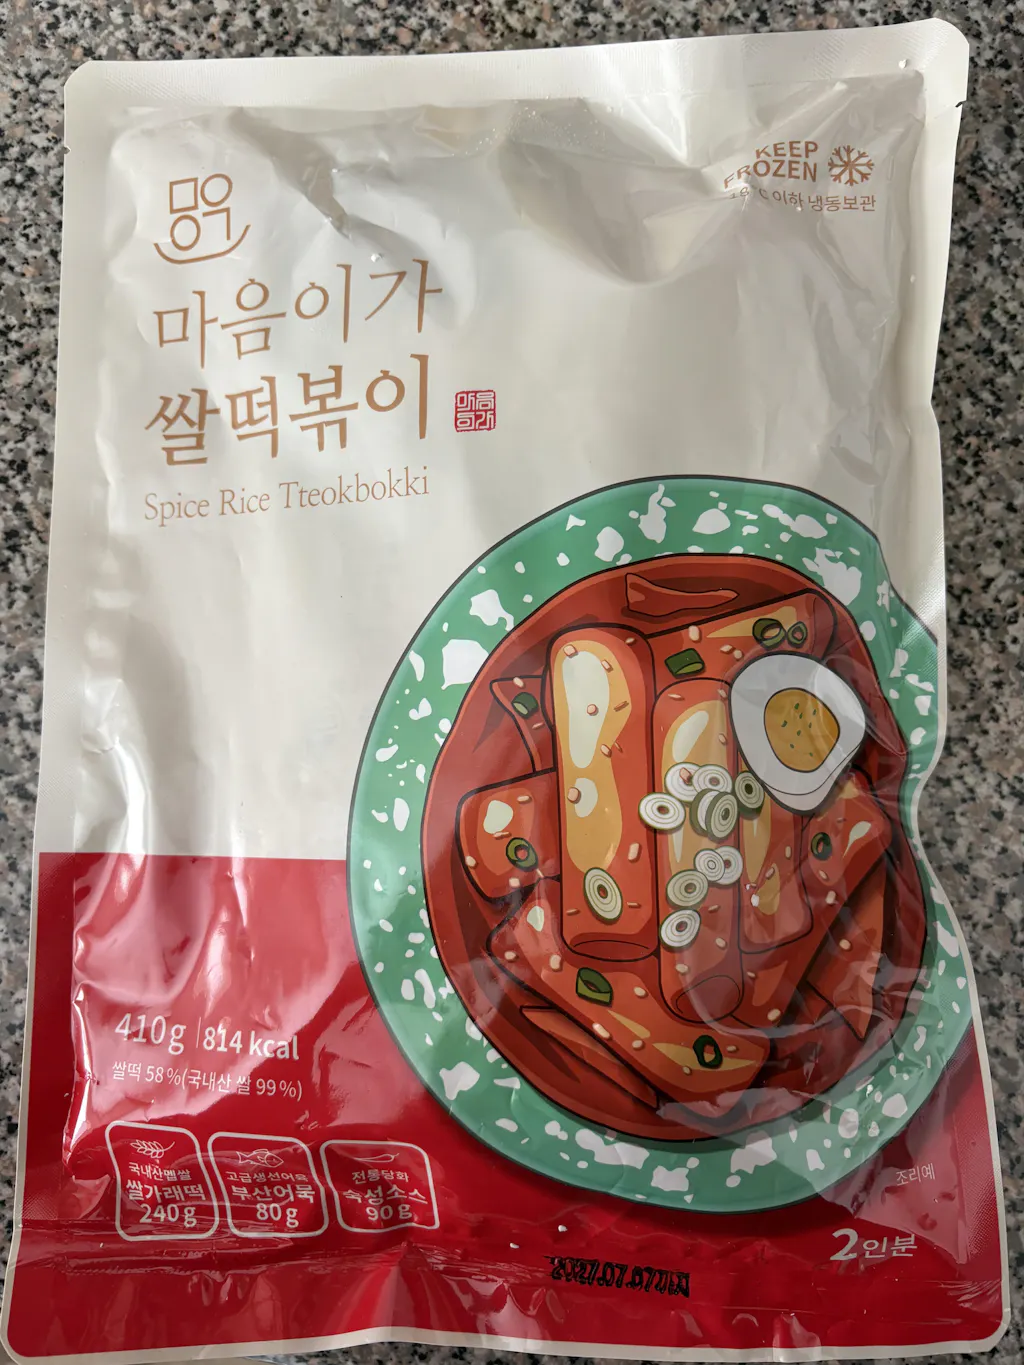 KEEP
FROZEN
이하 냉동보관
마음이가
쌀떡볶이
Spice Rice Tteokbokki
410g 814 kcal
쌀떡 58%(국내산 쌀 99%)
국내산멥쌀
쌀가래떡
240g
고급생선어육
부산어묵
80g
전통당화
숙성소스
90g
조리예
2인분